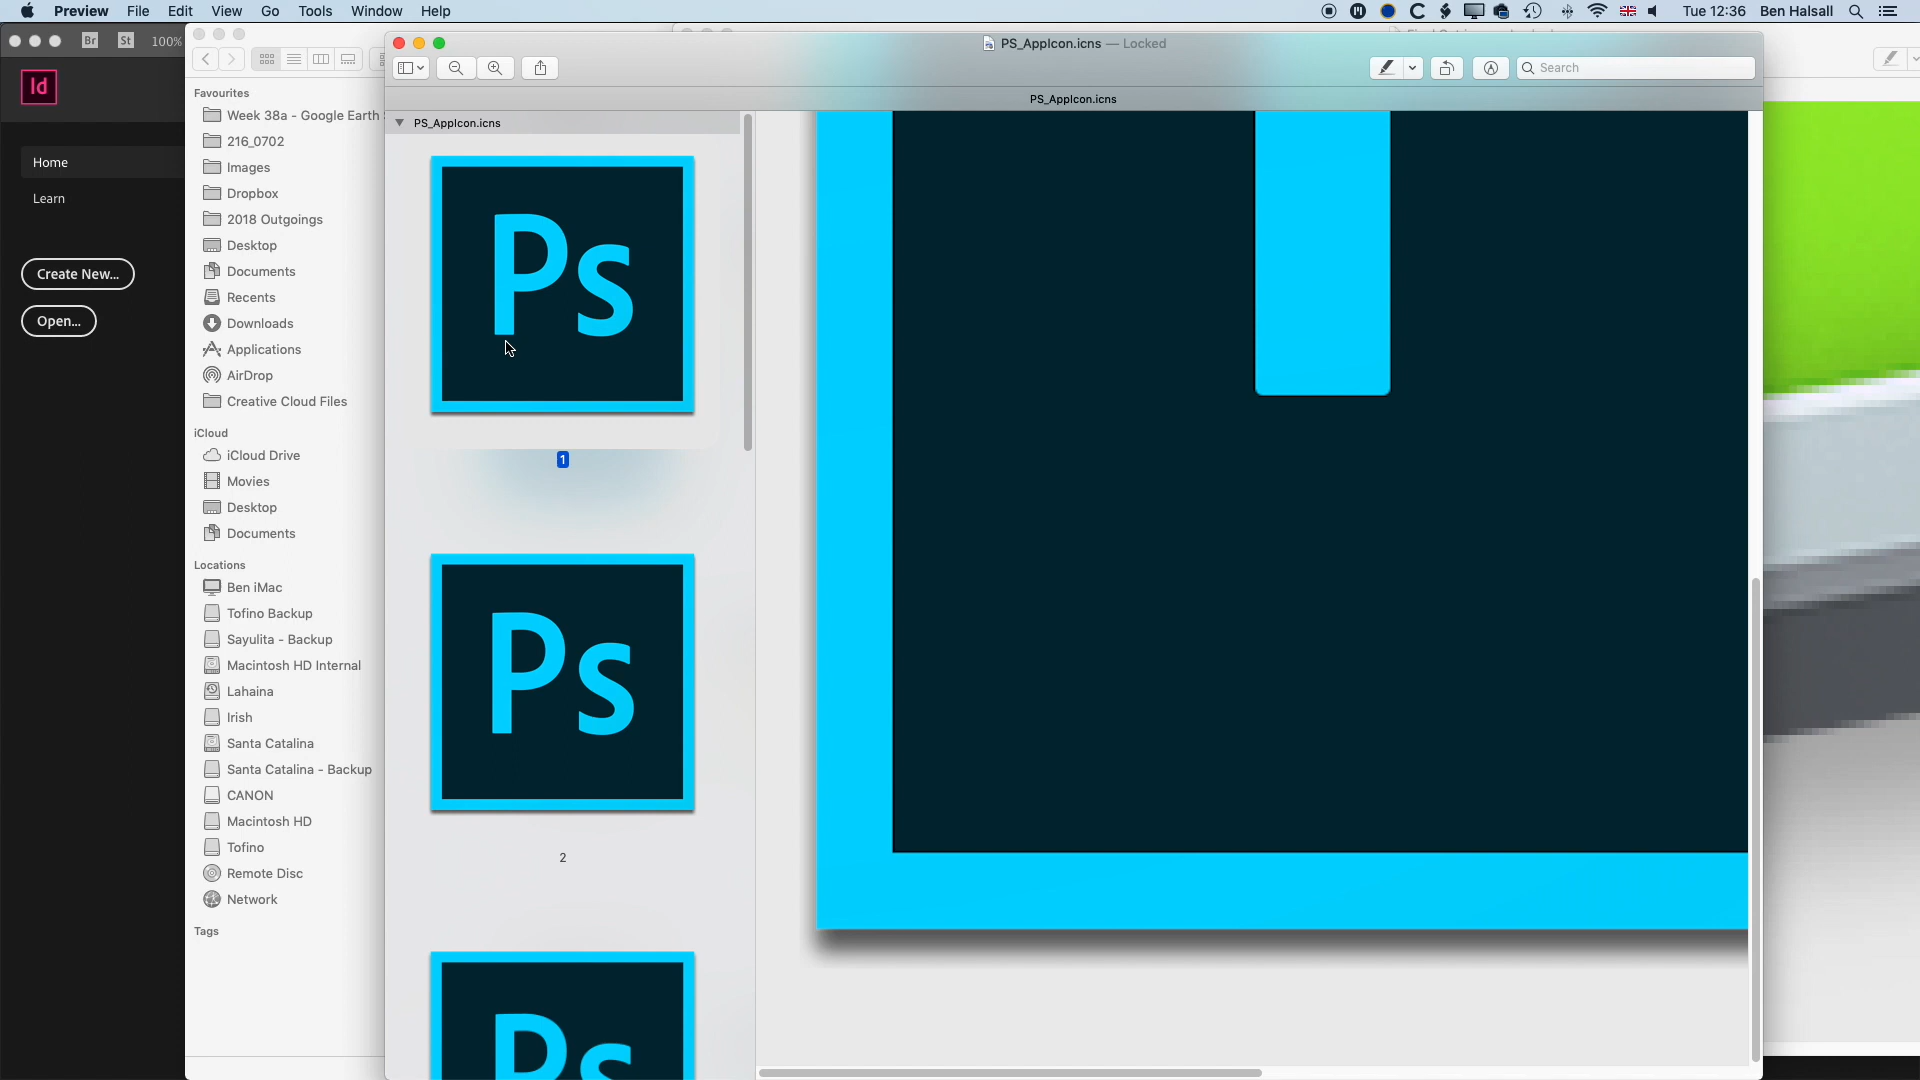 Preview File Edit View Go Tools Window Help
Tue 12:36 Ben Halsall
Br St 100%
Id
Home
Learn
Create New...
Open...
Favourites
Week 38a - Google Earth
216_0702
Images
Dropbox
2018 Outgoings
Desktop
Documents
Recents
Downloads
Applications
AirDrop
Creative Cloud Files
iCloud
iCloud Drive
Movies
Desktop
Documents
Locations
Ben iMac
Tofino Backup
Sayulita - Backup
Macintosh HD Internal
Lahaina
Irish
Santa Catalina
Santa Catalina - Backup
CANON
Macintosh HD
Tofino
Remote Disc
Network
Tags
PS_AppIcon.icns — Locked
Search
PS_AppIcon.icns
PS_AppIcon.icns
Ps
1
Ps
2
Ps